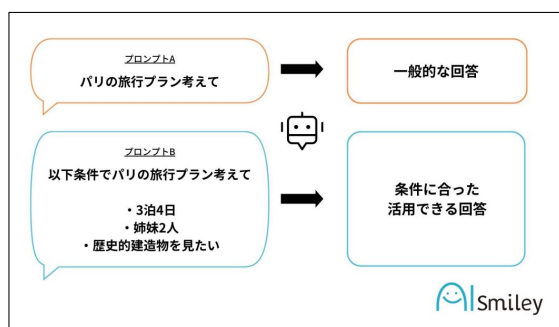 プロンプトA
パリの旅行プラン考えて
一般的な回答
プロンプトB
以下条件でパリの旅行プラン考えて
・3泊4日
・姉妹2人
・歴史的建造物を見たい
条件に合った
活用できる回答
AIsmiley